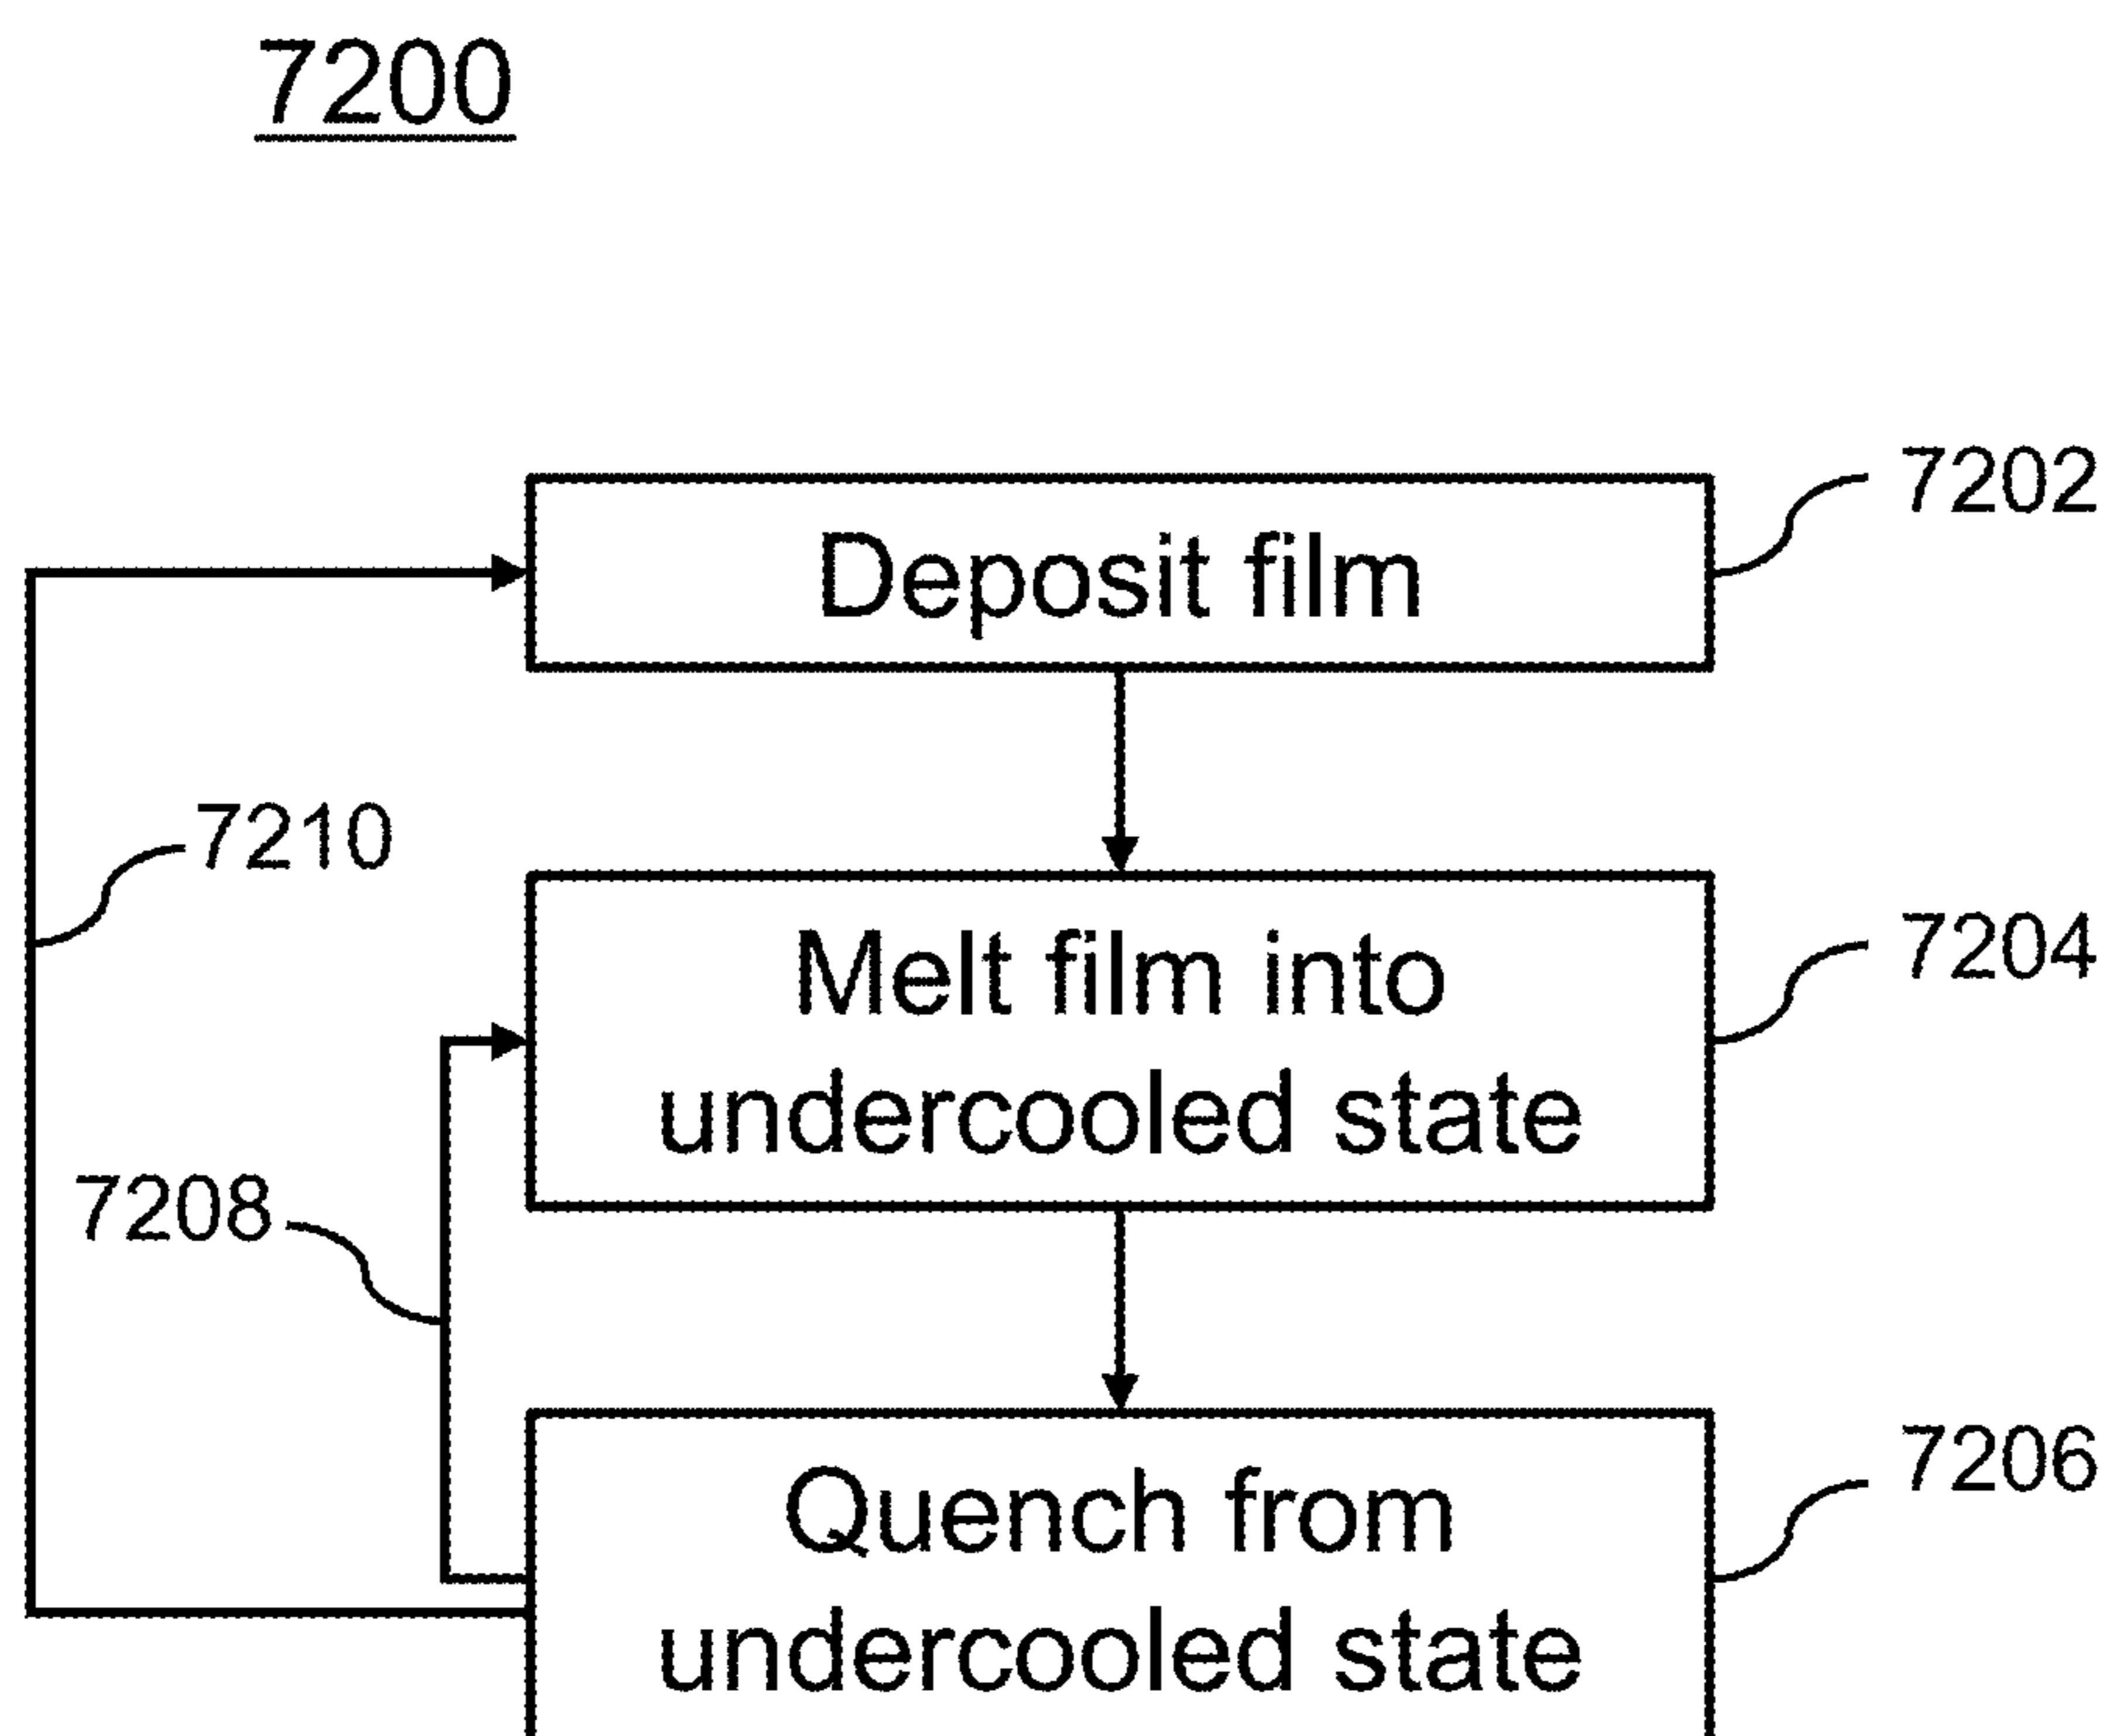 7200
Deposit film
7202
7210
Melt film into
undercooled state
7204
7208
Quench from
undercooled state
7206